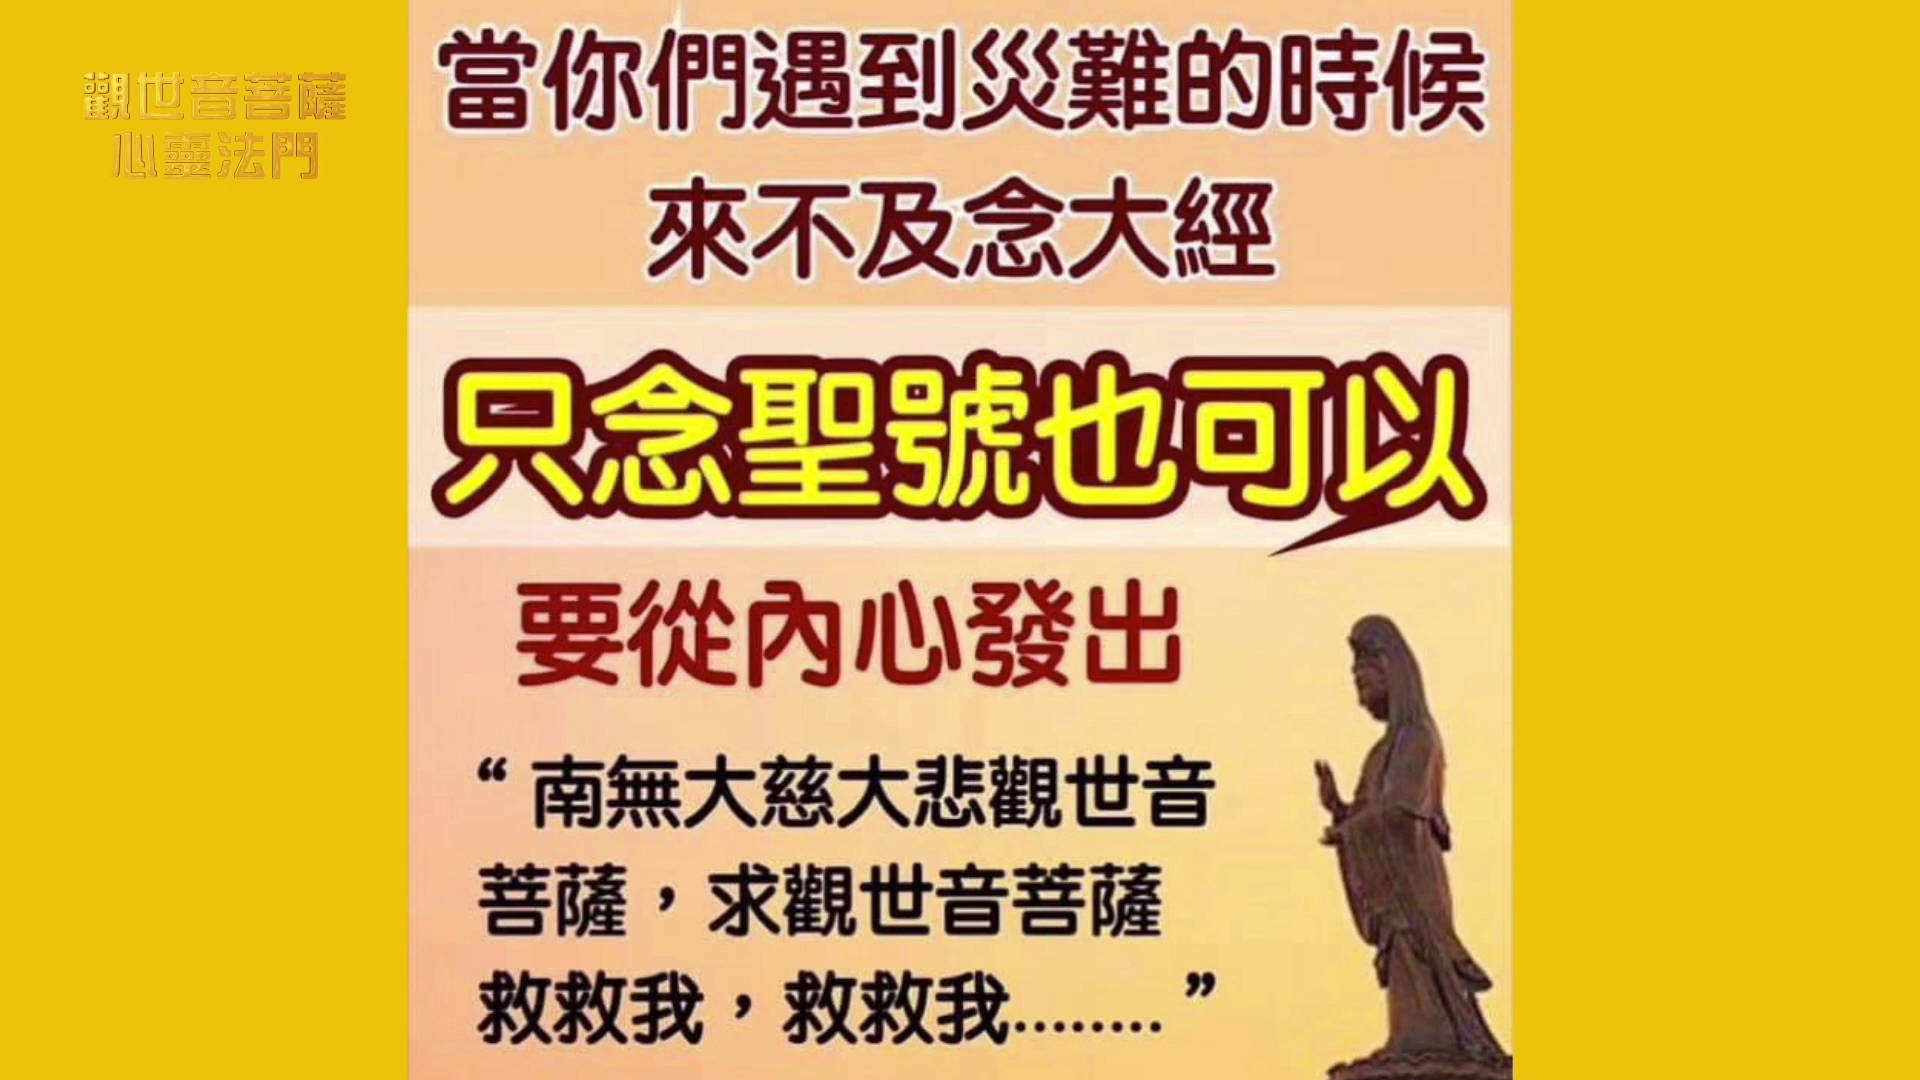 觀世音菩薩
心靈法門
當你們遇到災難的時候
來不及念大經
只念聖號也可以
要從內心發出
“南無大慈大悲觀世音
菩薩，求觀世音菩薩
救救我，救救我........”